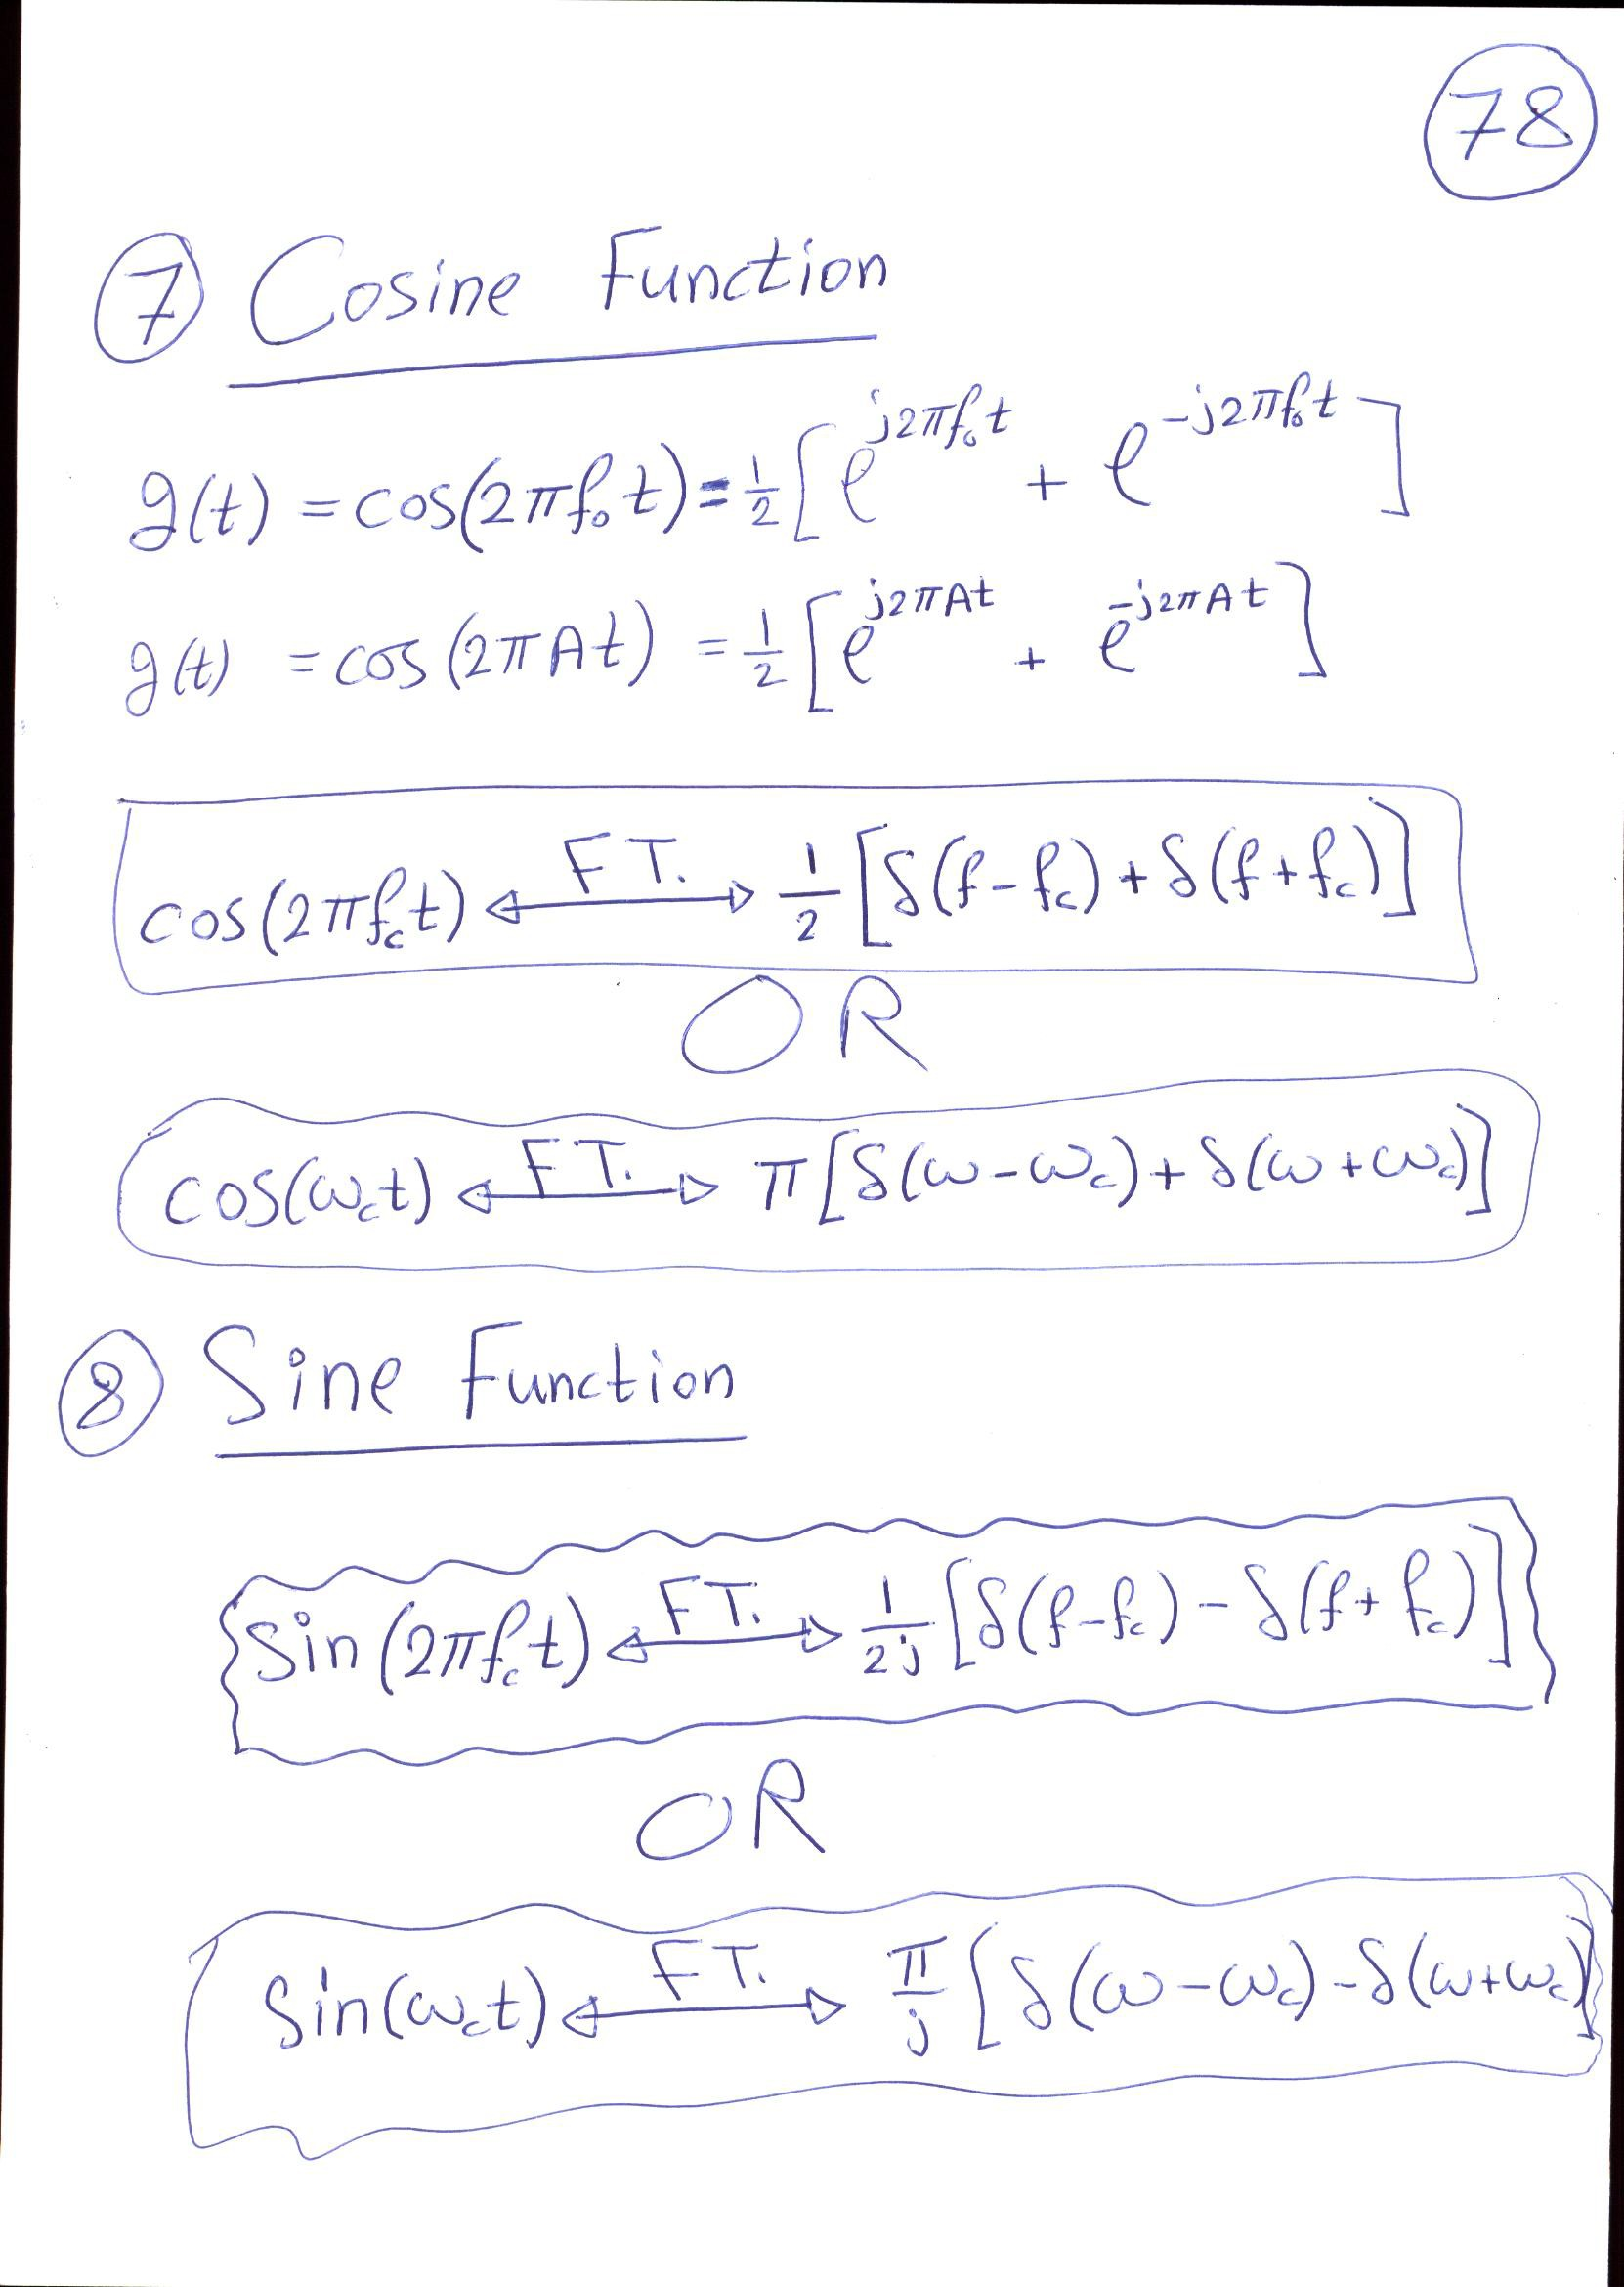 78
7 Cosine Function
g(t) = cos(2πf₀t) = ½ [e^{j2πf₀t} + e^{-j2πf₀t}]
g(t) = cos(2πAt) = ½ [e^{j2πAt} + e^{-j2πAt}]
cos(2πf_c t) ⟷ F.T. ½ [δ(f-f_c) + δ(f+f_c)]
OR
cos(ω_c t) ⟷ F.T. π [δ(ω-ω_c) + δ(ω+ω_c)]
8 Sine Function
Sin(2πf_c t) ⟷ F.T. 1/2j [δ(f-f_c) - δ(f+f_c)]
OR
Sin(ω_c t) ⟷ F.T. π/j [δ(ω-ω_c) - δ(ω+ω_c)]